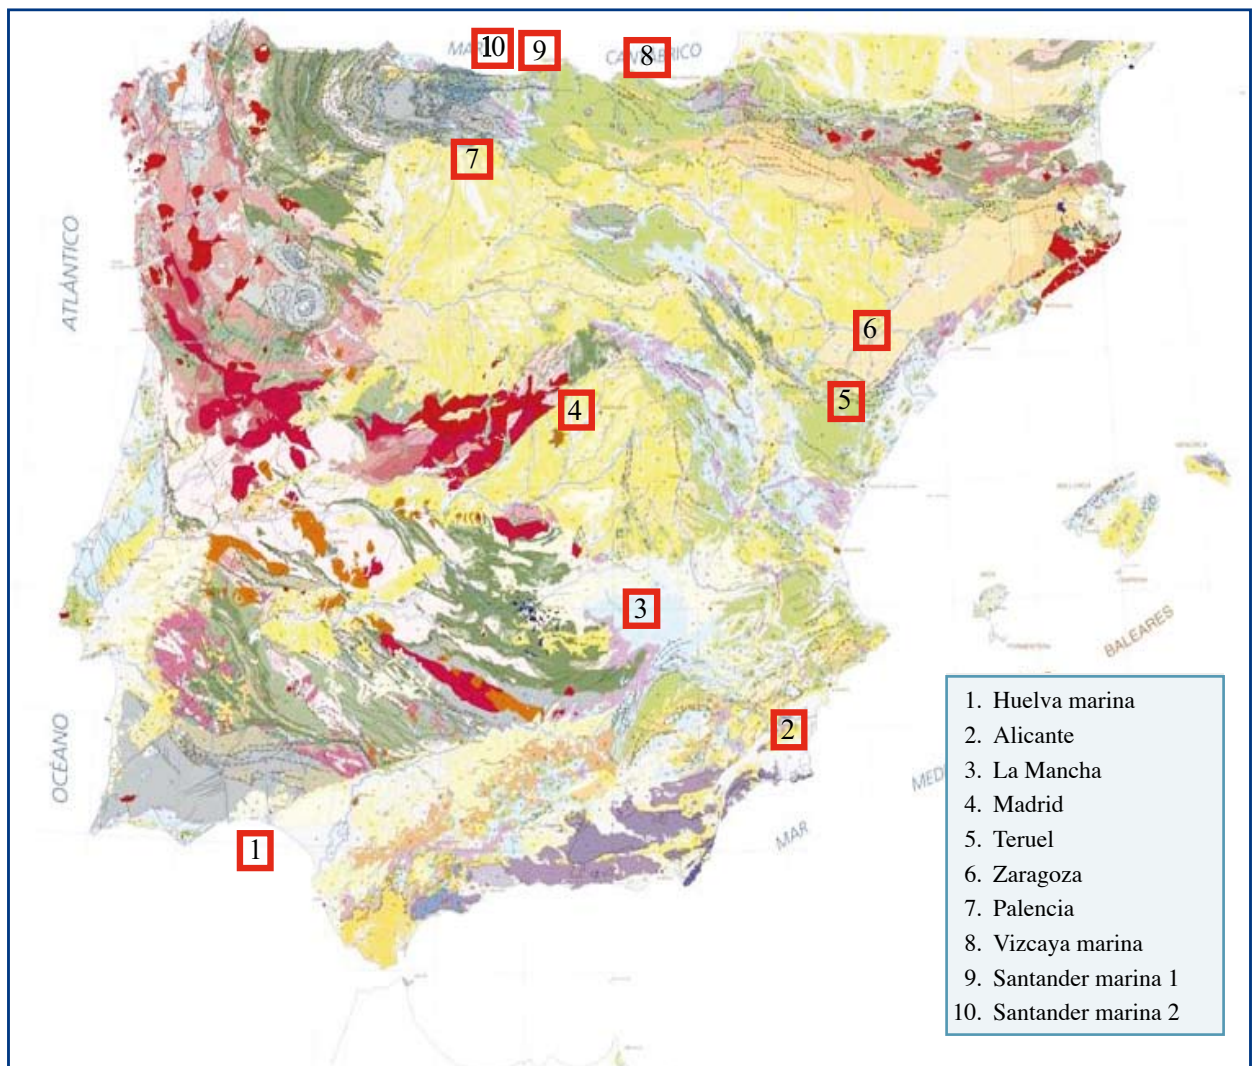 MAR
10
9
8
CANTÁBRICO
7
ATLÁNTICO
6
5
4
3
BALEARES
1. Huelva marina
2. Alicante
3. La Mancha
4. Madrid
5. Teruel
6. Zaragoza
7. Palencia
8. Vizcaya marina
9. Santander marina 1
10. Santander marina 2
OCÉANO
2
MED
MAR
1